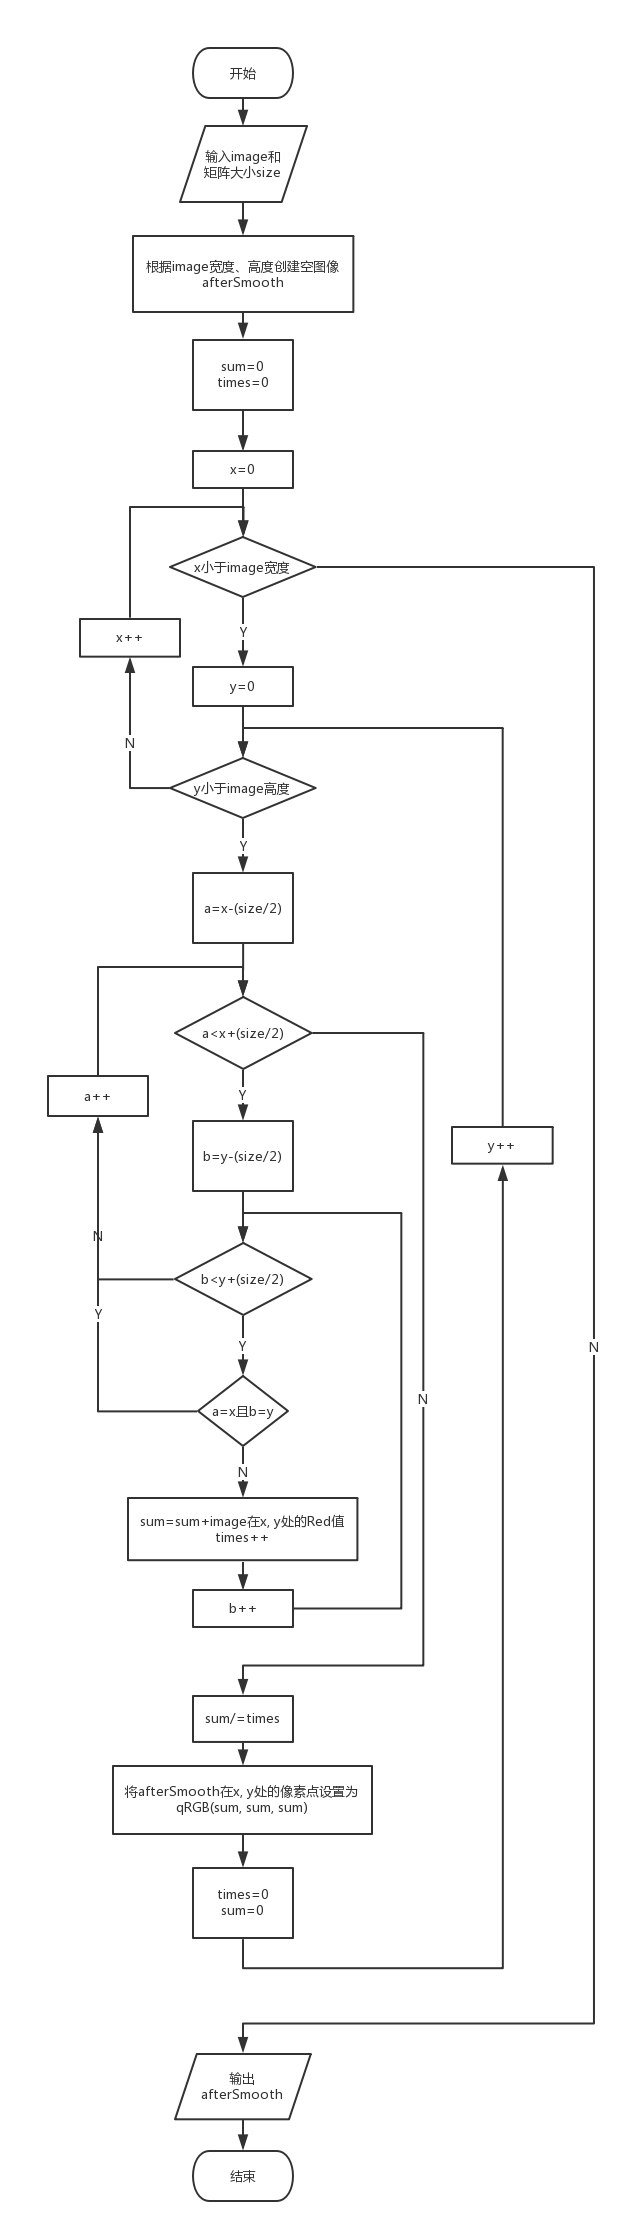 开始
输入image和
矩阵大小size
根据image宽度、高度创建空图像
afterSmooth
sum=0
times=0
x=0
x小于image宽度
x++
Y
y=0
N
y小于image高度
Y
a=x-(size/2)
a<x+(size/2)
a++
Y
b=y-(size/2)
y++
N
b<y+(size/2)
Y
Y
N
N
a=x且b=y
N
sum=sum+image在x, y处的Red值
times++
b++
sum/=times
将afterSmooth在x, y处的像素点设置为
qRGB(sum, sum, sum)
times=0
sum=0
输出
afterSmooth
结束